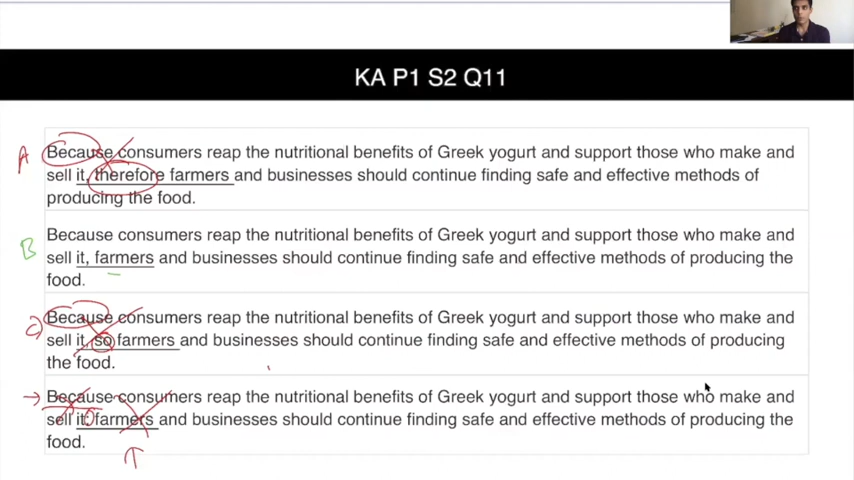 KA P1 S2 Q11
A Because consumers reap the nutritional benefits of Greek yogurt and support those who make and
sell it, therefore farmers and businesses should continue finding safe and effective methods of
producing the food.
Because consumers reap the nutritional benefits of Greek yogurt and support those who make and
B sell it, farmers and businesses should continue finding safe and effective methods of producing the
food.
Because consumers reap the nutritional benefits of Greek yogurt and support those who make and
C) sell it, so farmers and businesses should continue finding safe and effective methods of producing
the food.
Because consumers reap the nutritional benefits of Greek yogurt and support those who make and
sell it; farmers and businesses should continue finding safe and effective methods of producing the
food.